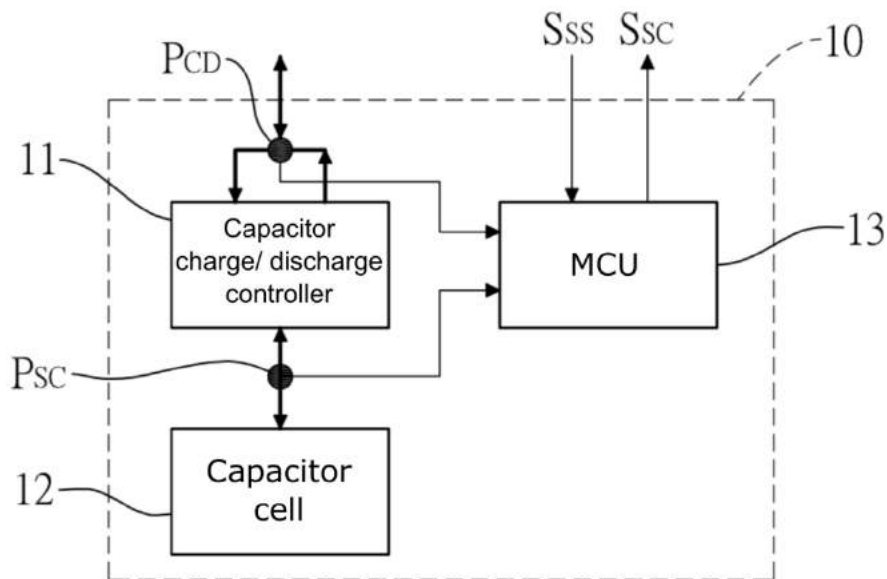 PCD
SSS
SSC
10
11
Capacitor
charge/ discharge
controller
MCU
13
PSC
12
Capacitor
cell